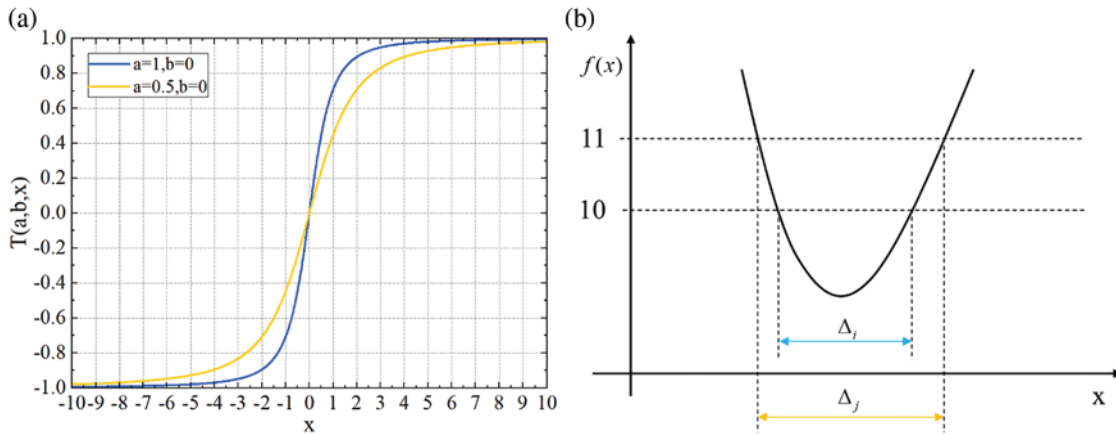 (a)
1.0
0.8
0.6
0.4
0.2
0.0
-0.2
-0.4
-0.6
-0.8
-1.0
T(a,b,x)
a=1,b=0
a=0.5,b=0
-10 -9 -8 -7 -6 -5 -4 -3 -2 -1 0 1 2 3 4 5 6 7 8 9 10
x
(b)
f(x)
11
10
Δi
x
Δj